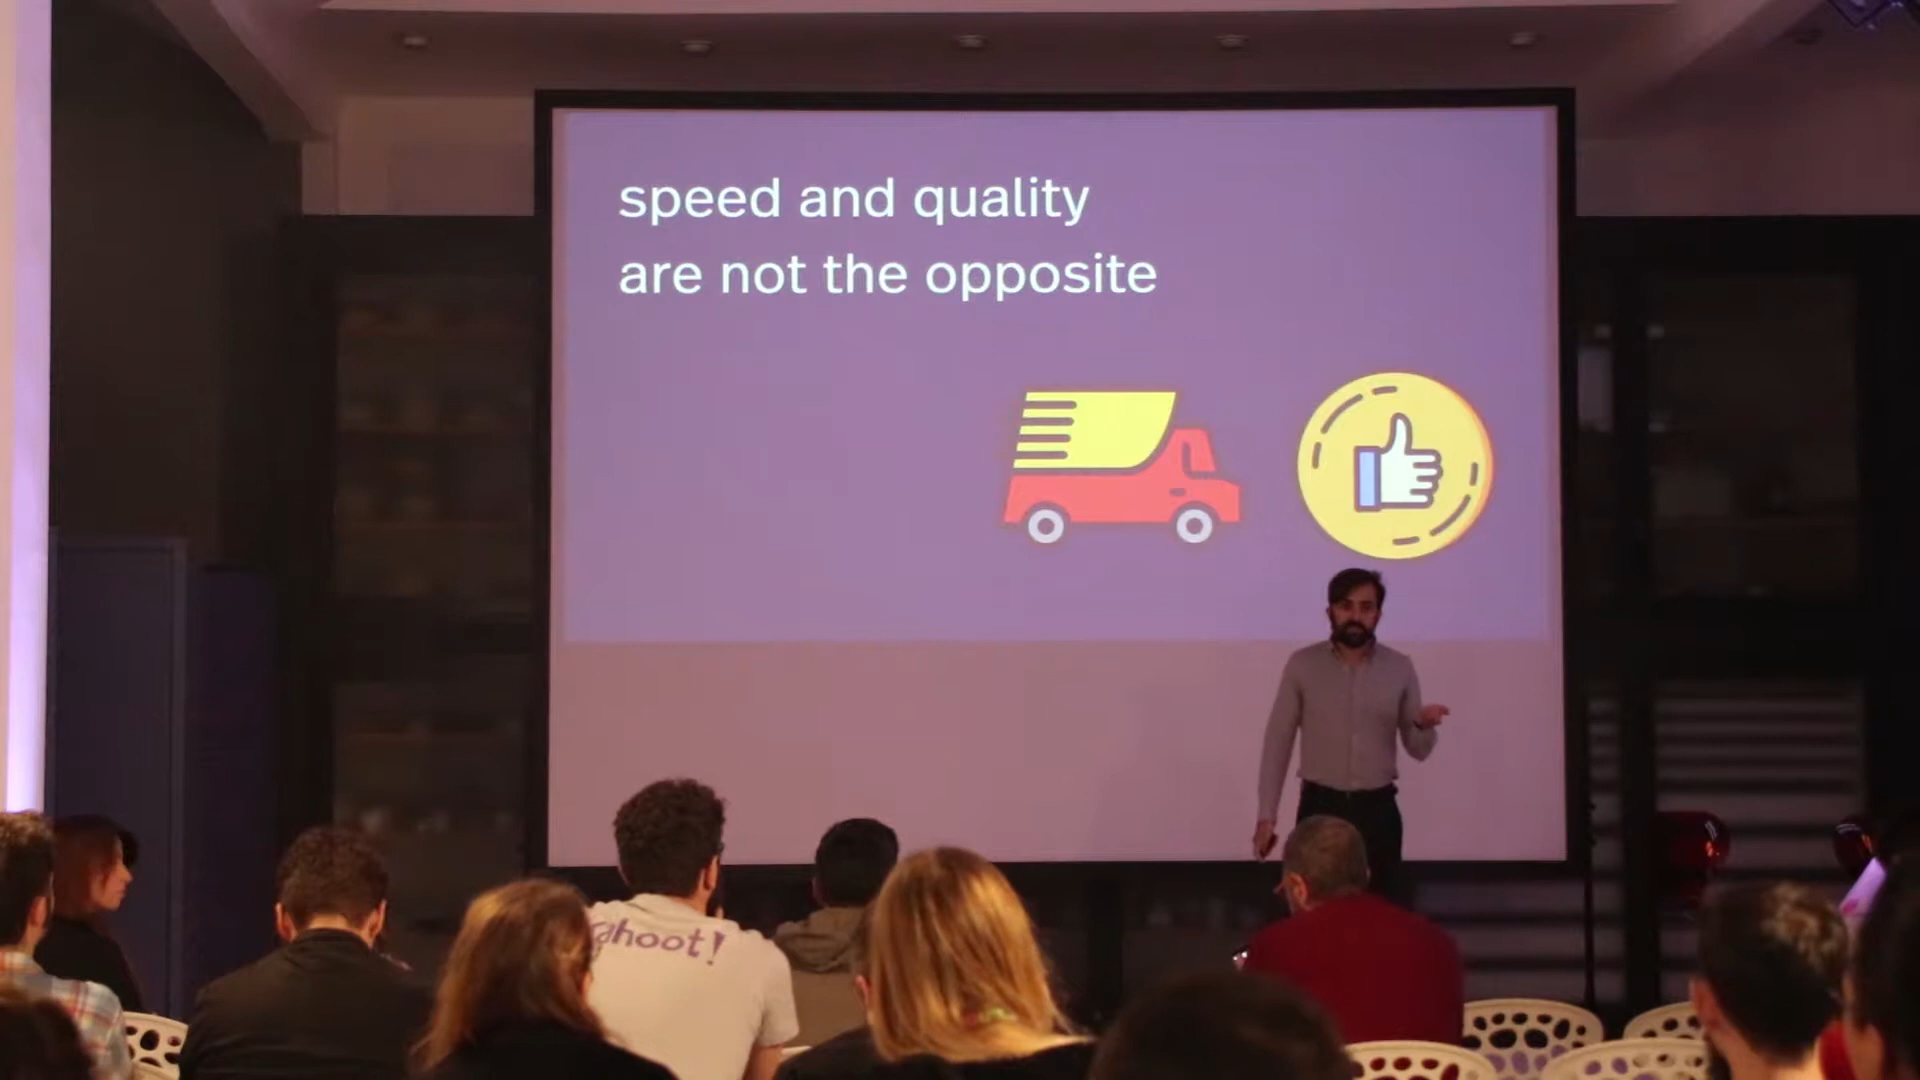 speed and quality
are not the opposite
ahoot!